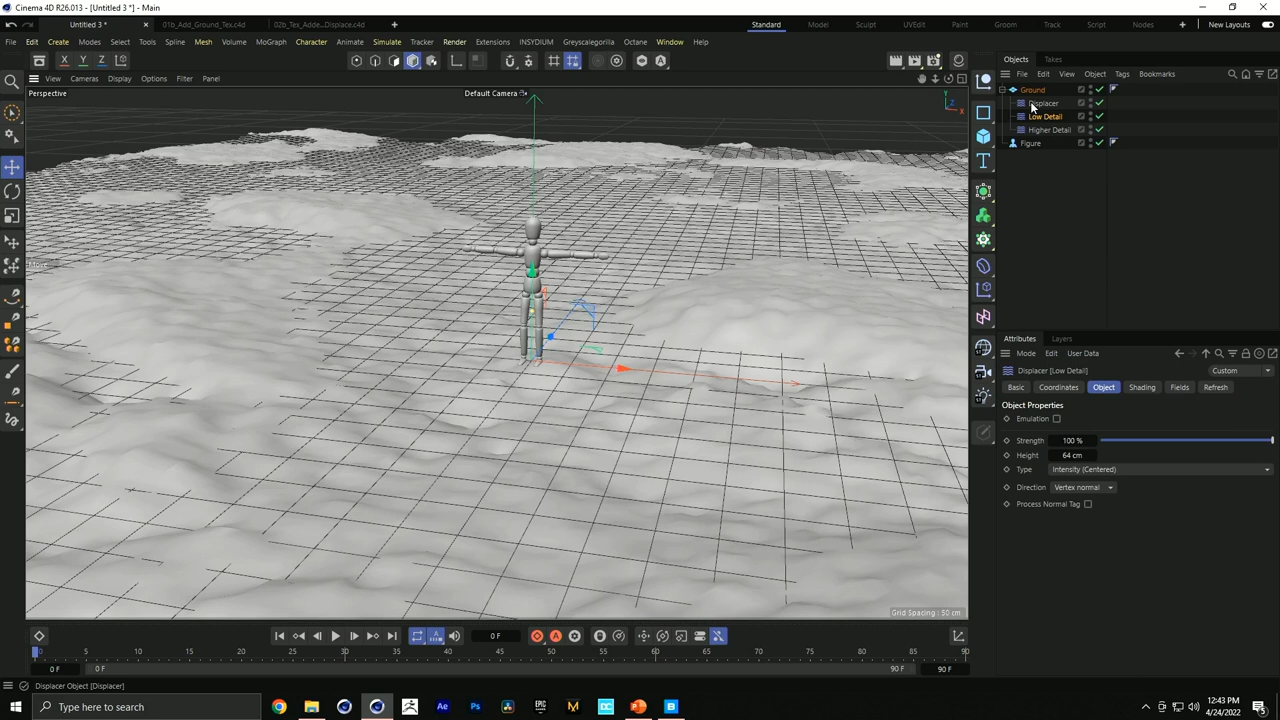 Cinema 4D R26.013 - [Untitled 3 *] - Main
Untitled 3 *
01b_Add_Ground_Tex.c4d
02b_Tex_Adde...Displace.c4d
Standard
Model
Sculpt
UVEdit
Paint
Groom
Track
Script
Nodes
New Layouts
File Edit Create Modes Select Tools Spline Mesh Volume MoGraph Character Animate Simulate Tracker Render Extensions INSYDIUM Greyscalegorilla Octane Window Help
X Y Z
Objects Takes
View Cameras Display Options Filter Panel
File Edit View Object Tags Bookmarks
Perspective
Default Camera
Y
Z
X
Ground
Displacer
Low Detail
Higher Detail
Figure
Move
Attributes Layers
Mode Edit User Data
Displacer [Low Detail]
Custom
Basic Coordinates Object Shading Fields Refresh
Object Properties
Emulation
Strength 100 %
Height 64 cm
Type Intensity (Centered)
Direction Vertex normal
Process Normal Tag
Grid Spacing : 50 cm
0 F
0 5 10 15 20 25 30 35 40 45 50 55 60 65 70 75 80 85 90
0 F 0 F 90 F 90 F
Displacer Object [Displacer]
Type here to search
12:43 PM
4/24/2022